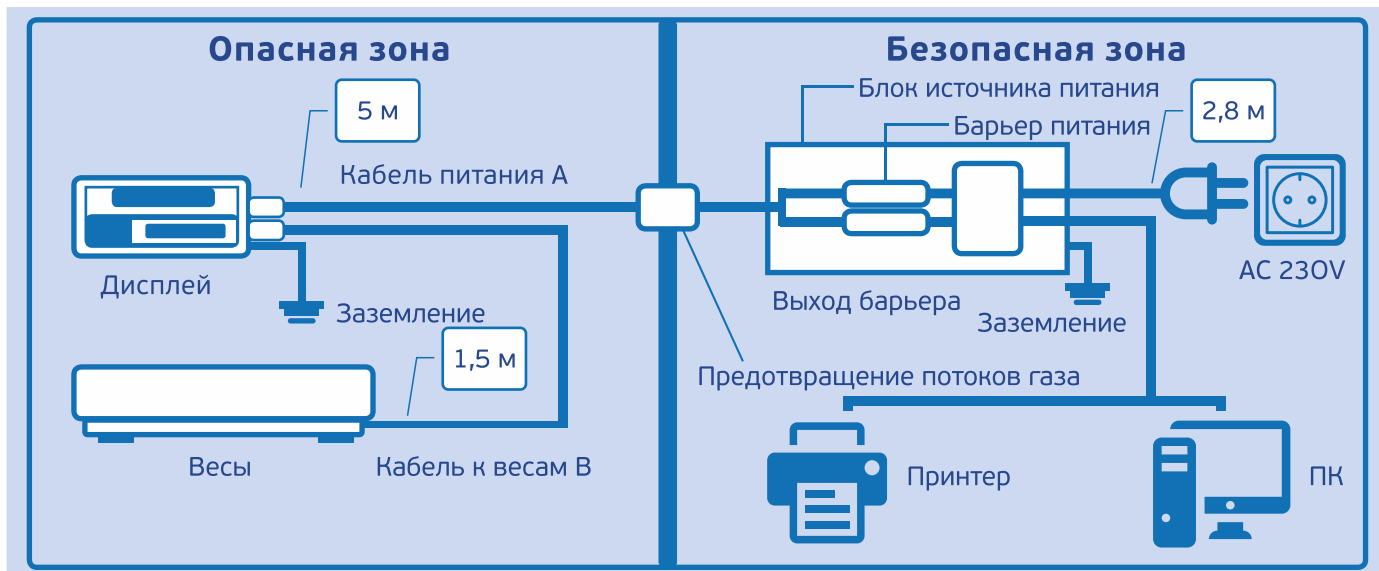 Опасная зона
5 м
Кабель питания А
Дисплей
Заземление
1,5 м
Весы
Кабель к весам В
Безопасная зона
Блок источника питания
Барьер питания
2,8 м
AC 230V
Выход барьера
Заземление
Предотвращение потоков газа
Принтер
ПК